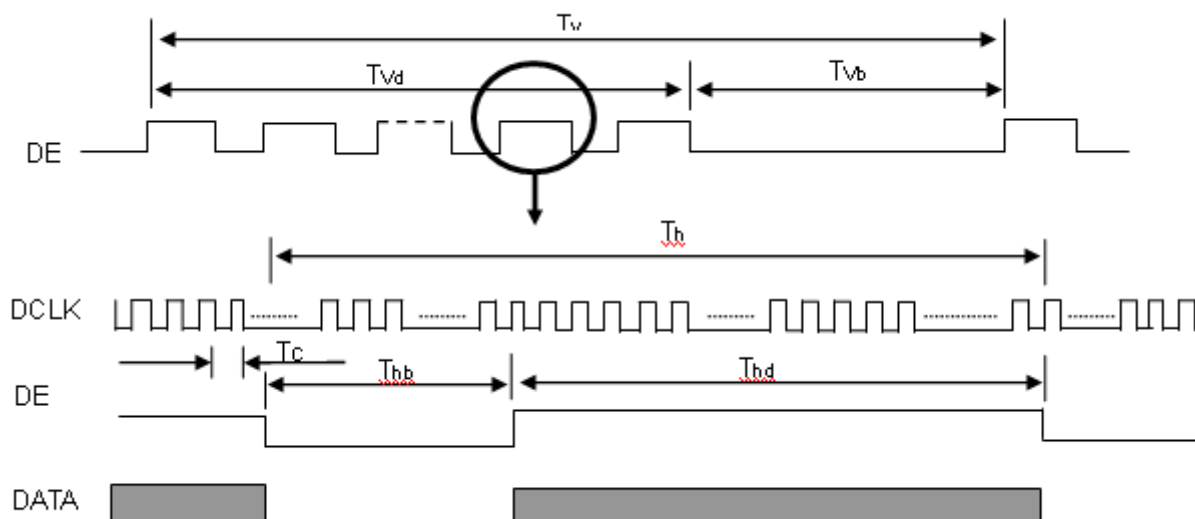 Tv
Tvd
Tvb
DE
Th
DCLK
Tc
Thb
Thd
DE
DATA